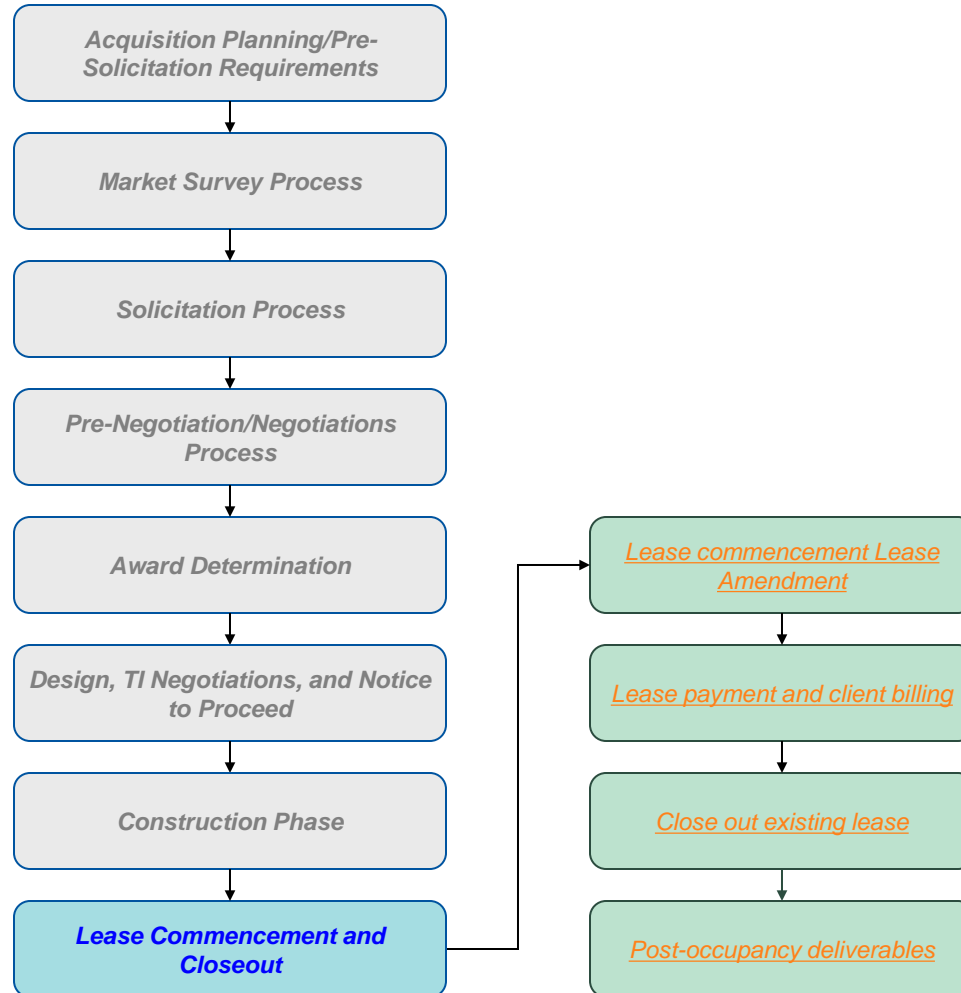 Acquisition Planning/Pre-
Solicitation Requirements
Market Survey Process
Solicitation Process
Pre-Negotiation/Negotiations
Process
Award Determination
Design, TI Negotiations, and Notice
to Proceed
Construction Phase
Lease Commencement and
Closeout
Lease commencement Lease
Amendment
Lease payment and client billing
Close out existing lease
Post-occupancy deliverables